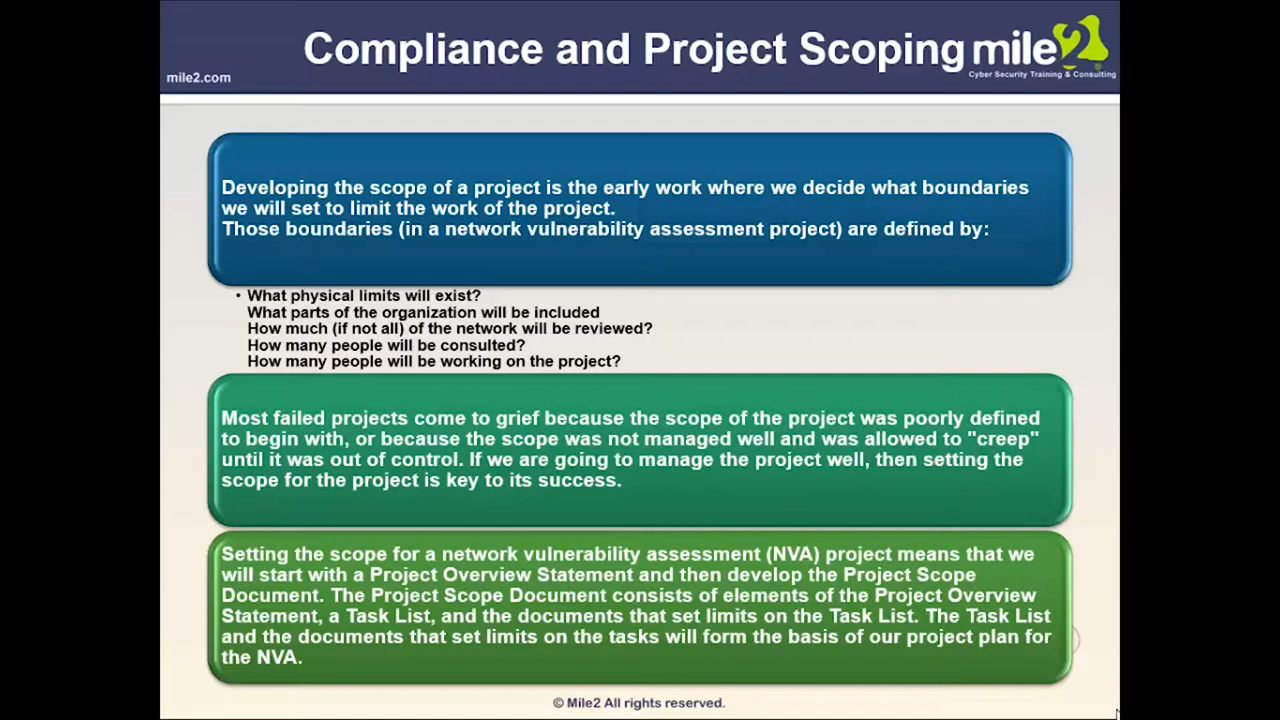 Compliance and Project Scoping
mile2
Cyber Security Training & Consulting
mile2.com
Developing the scope of a project is the early work where we decide what boundaries
we will set to limit the work of the project.
Those boundaries (in a network vulnerability assessment project) are defined by:
• What physical limits will exist?
What parts of the organization will be included
How much (if not all) of the network will be reviewed?
How many people will be consulted?
How many people will be working on the project?
Most failed projects come to grief because the scope of the project was poorly defined
to begin with, or because the scope was not managed well and was allowed to "creep"
until it was out of control. If we are going to manage the project well, then setting the
scope for the project is key to its success.
Setting the scope for a network vulnerability assessment (NVA) project means that we
will start with a Project Overview Statement and then develop the Project Scope
Document. The Project Scope Document consists of elements of the Project Overview
Statement, a Task List, and the documents that set limits on the Task List. The Task List
and the documents that set limits on the tasks will form the basis of our project plan for
the NVA.
© Mile2 All rights reserved.